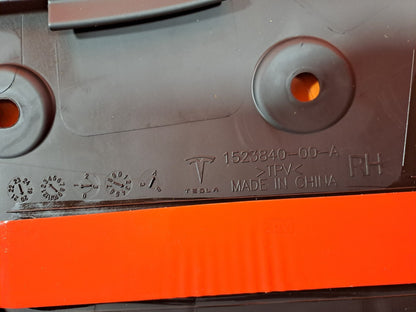 1523840-00-A
>TPV<
MADE IN CHINA
RH
TESLA